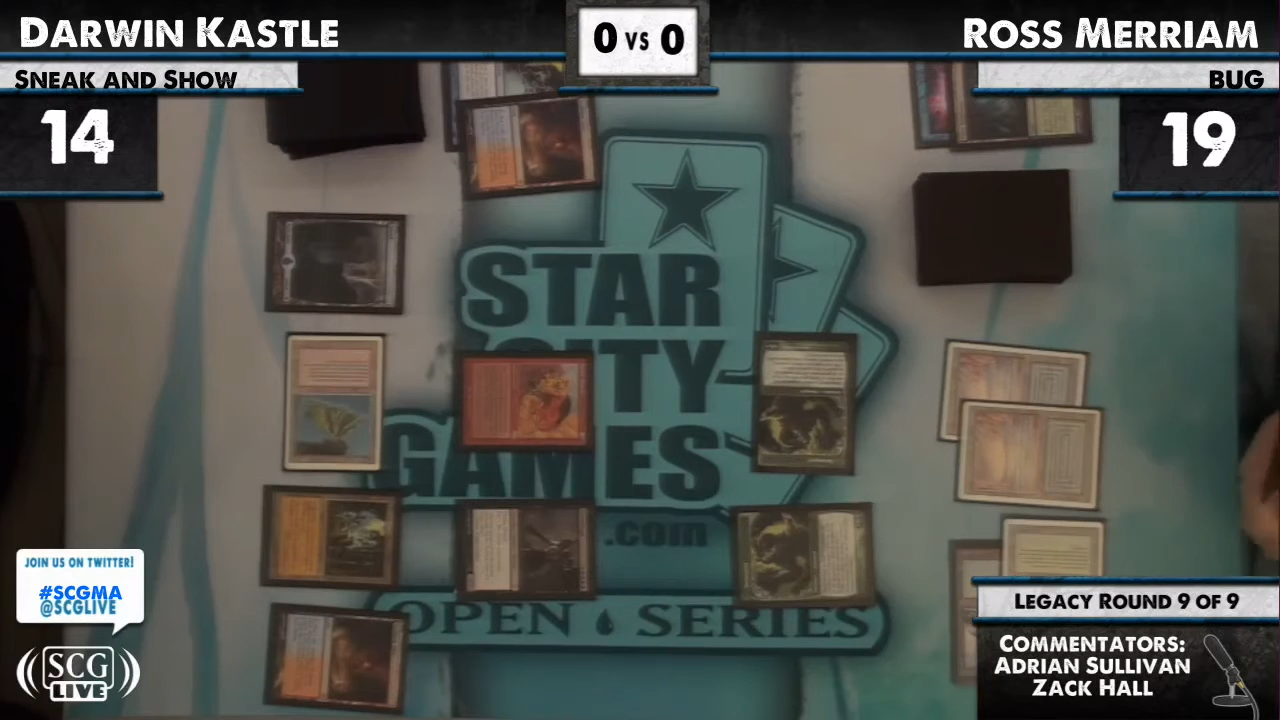 DARWIN KASTLE
0 VS 0
ROSS MERRIAM
SNEAK AND SHOW
BUG
14
19
STAR
CITY
GAMES
.com
OPEN SERIES
JOIN US ON TWITTER!
#SCGMA
@SCGLIVE
SCG
LIVE
LEGACY ROUND 9 OF 9
COMMENTATORS:
ADRIAN SULLIVAN
ZACK HALL